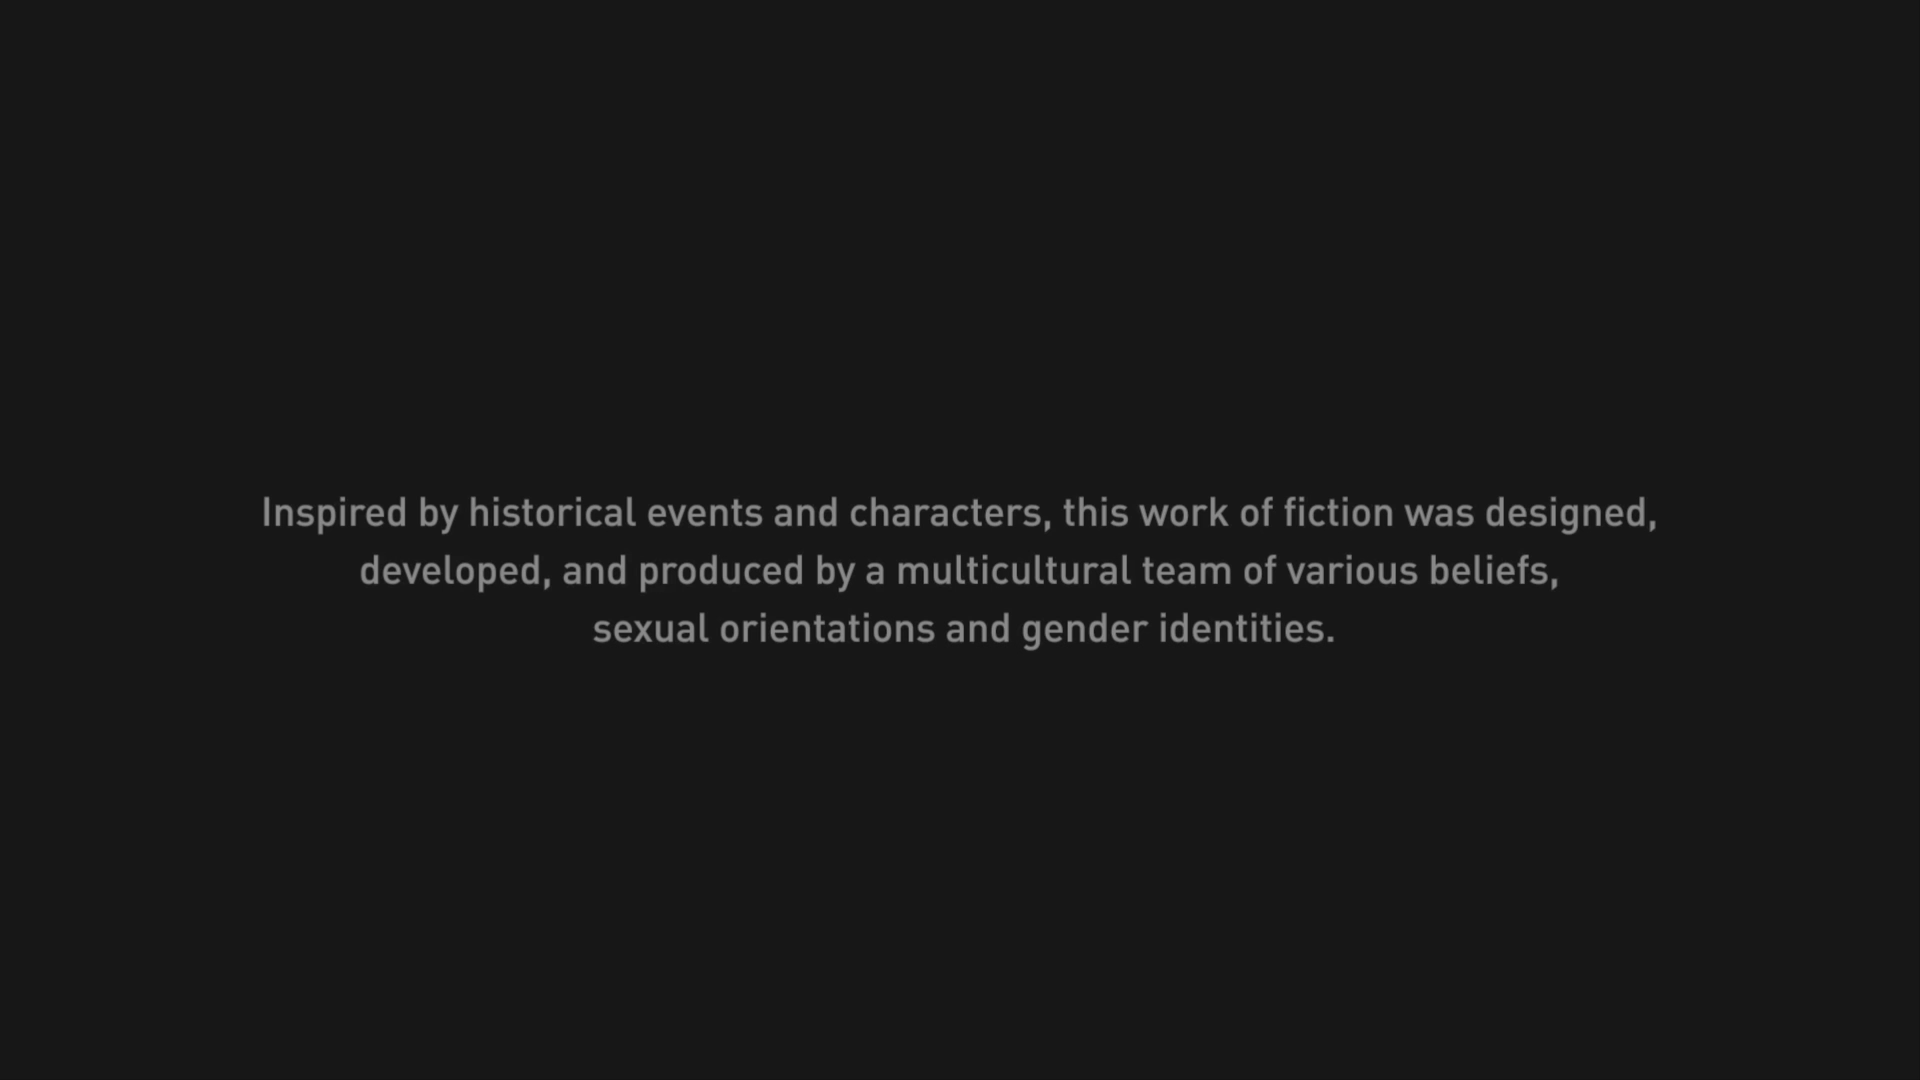 Inspired by historical events and characters, this work of fiction was designed,
developed, and produced by a multicultural team of various beliefs,
sexual orientations and gender identities.